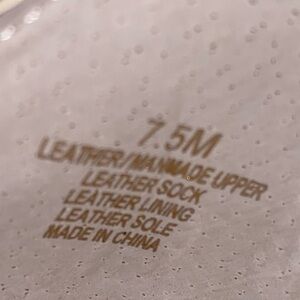 7.5M
LEATHER/MANMADE UPPER
LEATHER SOCK
LEATHER LINING
LEATHER SOLE
MADE IN CHINA